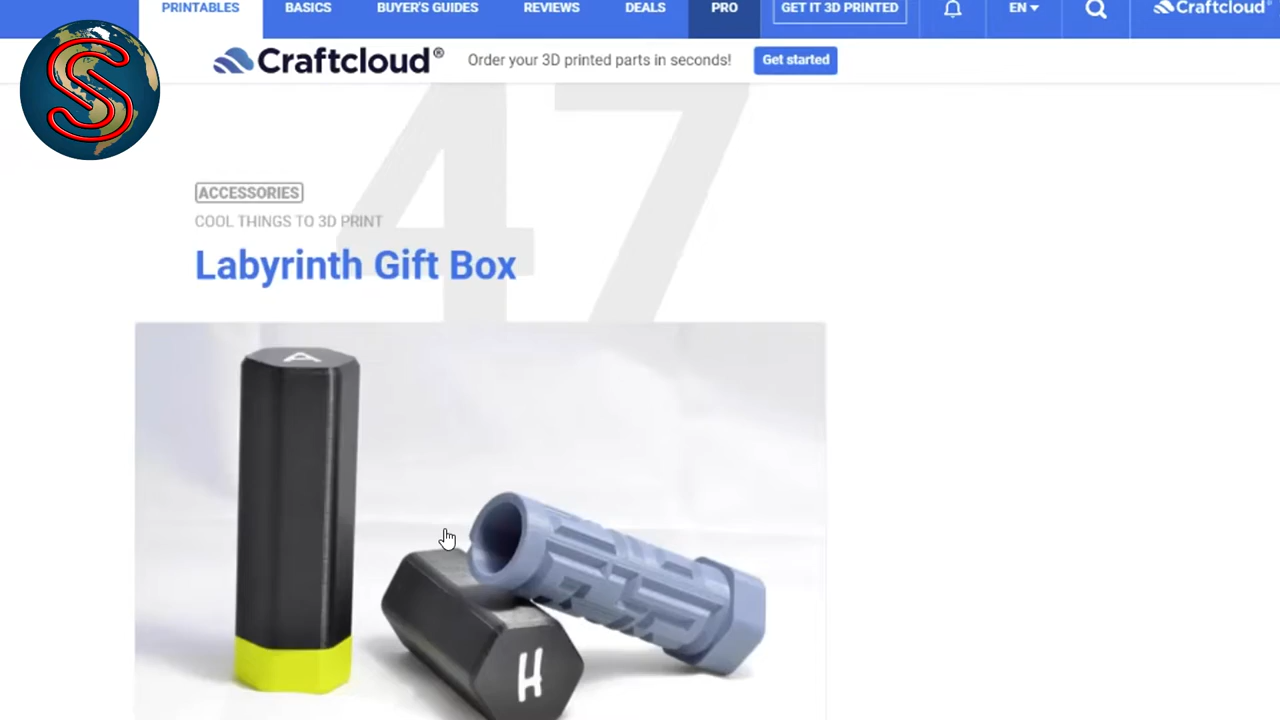 PRINTABLES BASICS BUYER'S GUIDES REVIEWS DEALS PRO GET IT 3D PRINTED EN Craftcloud®
S
Craftcloud® Order your 3D printed parts in seconds! Get started
47
ACCESSORIES
COOL THINGS TO 3D PRINT
Labyrinth Gift Box
A
H